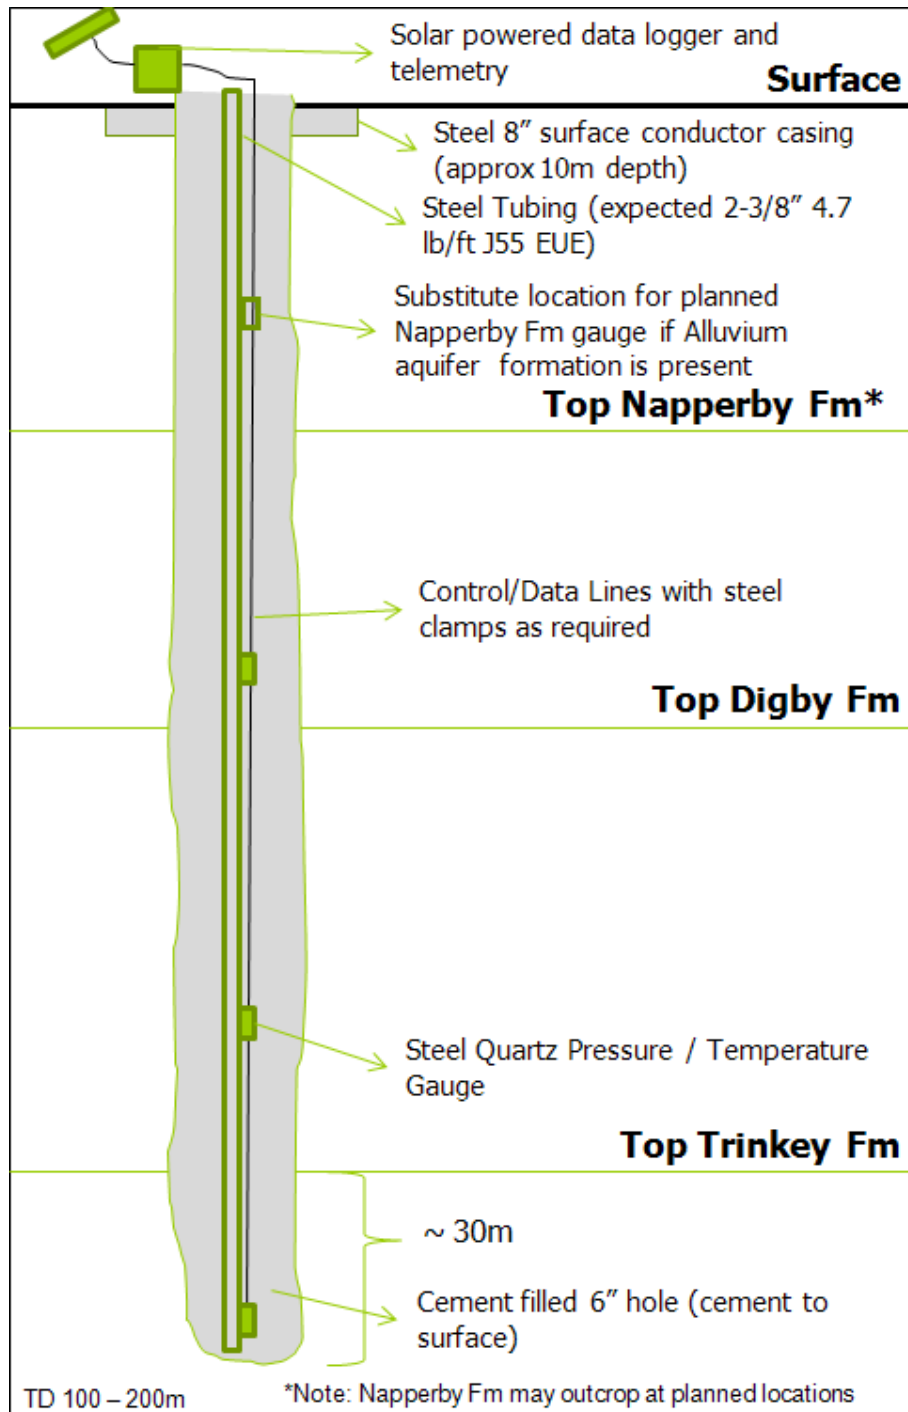 Solar powered data logger and
telemetry
Surface
Steel 8” surface conductor casing
(approx 10m depth)
Steel Tubing (expected 2-3/8” 4.7
lb/ft J55 EUE)
Substitute location for planned
Napperby Fm gauge if Alluvium
aquifer formation is present
Top Napperby Fm*
Control/Data Lines with steel
clamps as required
Top Digby Fm
Steel Quartz Pressure / Temperature
Gauge
Top Trinkey Fm
~ 30m
Cement filled 6” hole (cement to
surface)
TD 100 – 200m
*Note: Napperby Fm may outcrop at planned locations